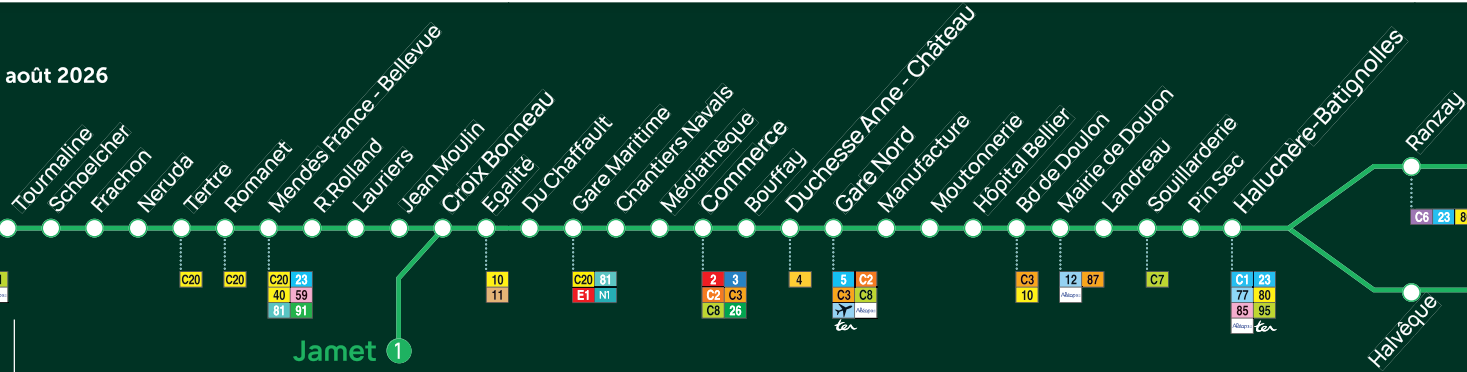 août 2026
Tourmaline
Schoelcher
Frachon
Neruda
Tertre
Romanet
Mendès France - Bellevue
R.Rolland
Lauriers
Jean Moulin
Croix Bonneau
Egalité
Du Chaffault
Gare Maritime
Chantiers Navals
Médiathèque
Commerce
Bouffay
Duchesse Anne - Château
Gare Nord
Manufacture
Moutonnerie
Hôpital Bellier
Bd de Doulon
Mairie de Doulon
Landreau
Souillarderie
Pin Sec
Haluchère-Batignolles
Ranzay
Halvêque
C20
C20
C20 23
40 59
81 91
10
11
C20 81
E1 N1
2 3
C2 C3
C8 26
4
5 C2
C3 C8
Aléop
ter
C3
10
12 87
Aléop
C7
C1 23
77 80
85 95
Aléop ter
C6 23
Jamet 1